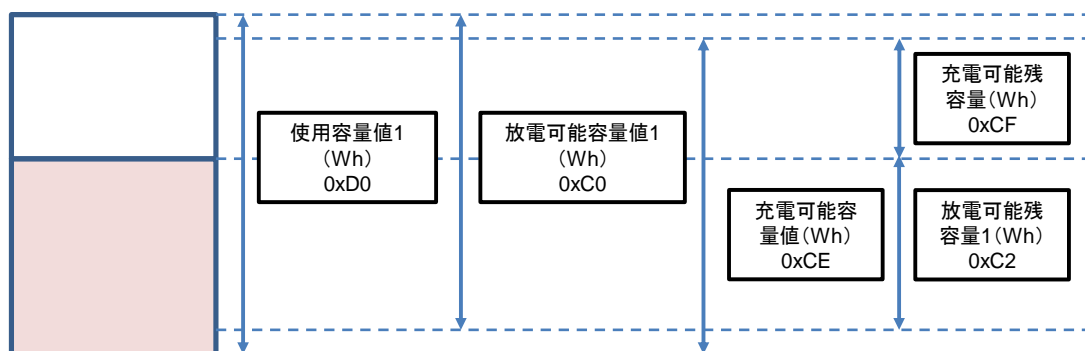 使用容量値1
(Wh)
0xD0
放電可能容量値1
(Wh)
0xC0
充電可能容
量値(Wh)
0xCE
充電可能残
容量(Wh)
0xCF
放電可能残
容量1(Wh)
0xC2